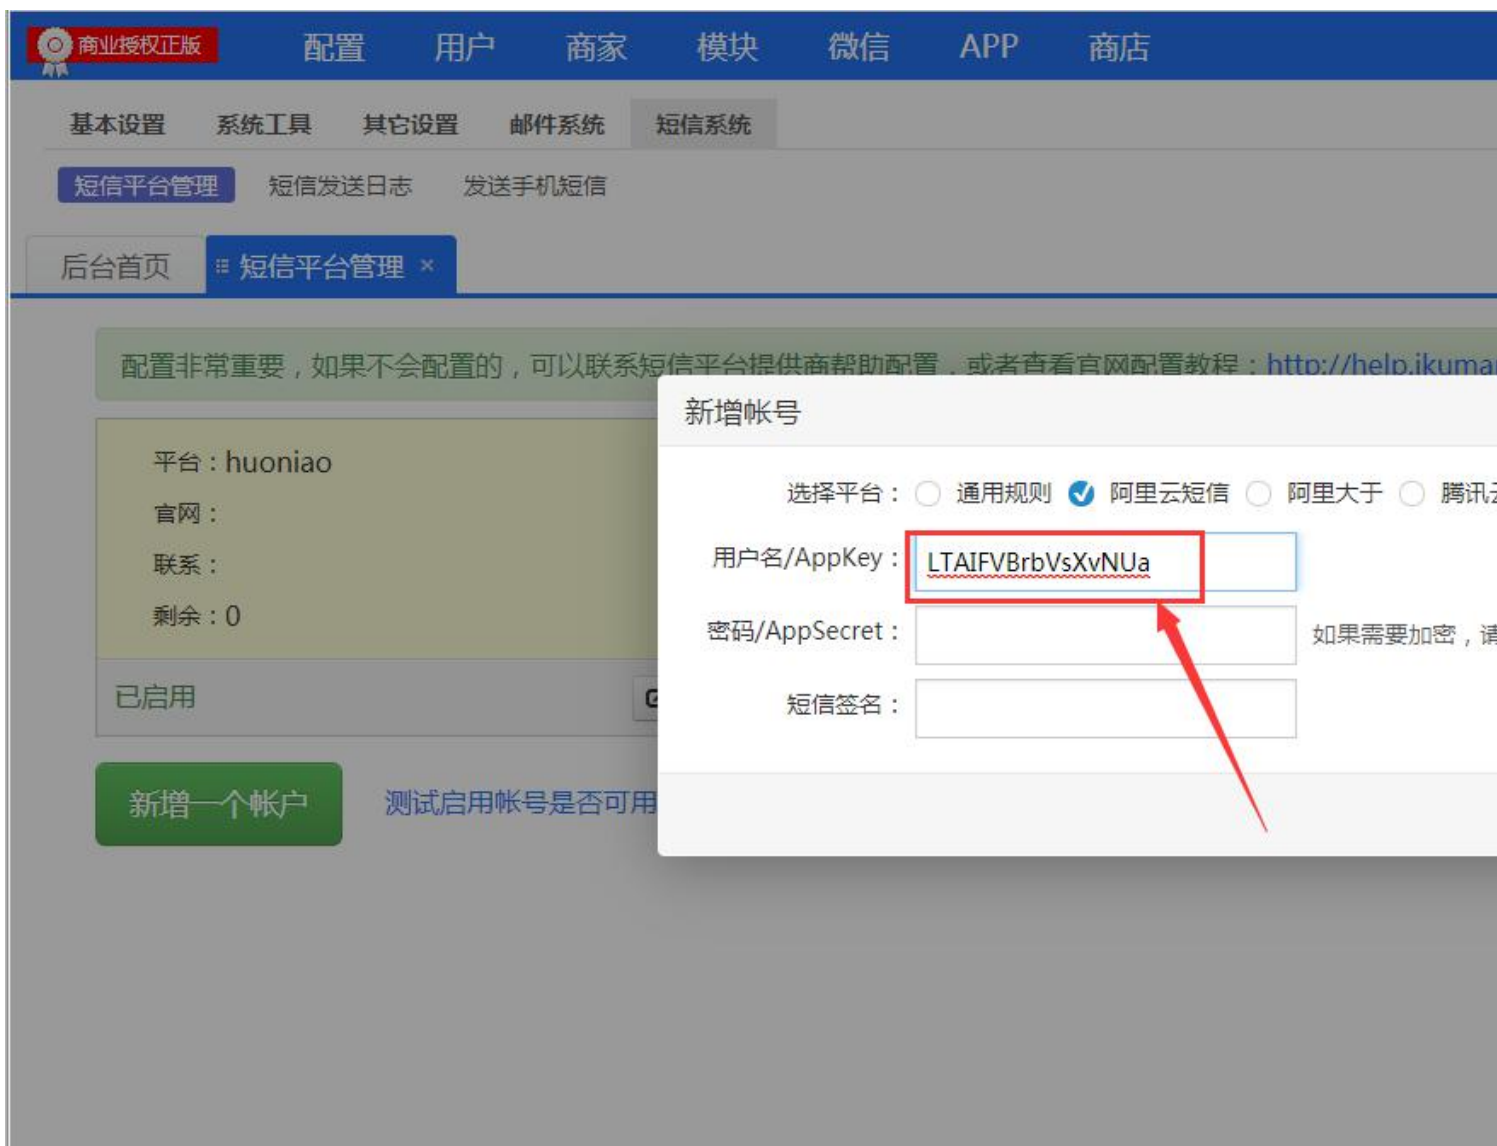 商业授权正版 配置 用户 商家 模块 微信 APP 商店
基本设置 系统工具 其它设置 邮件系统 短信系统
短信平台管理 短信发送日志 发送手机短信
后台首页 短信平台管理 ×
配置非常重要，如果不会配置的，可以联系短信平台提供商帮助配置，或者查看官网配置教程：http://help.ikuma
新增帐号
平台：huoniao
官网：
联系：
剩余：0
已启用
选择平台： 通用规则 阿里云短信 阿里大于 腾讯云
用户名/AppKey： LTAIFVBrbVsXvNUa
密码/AppSecret： 如果需要加密，请
短信签名：
新增一个帐户 测试启用帐号是否可用